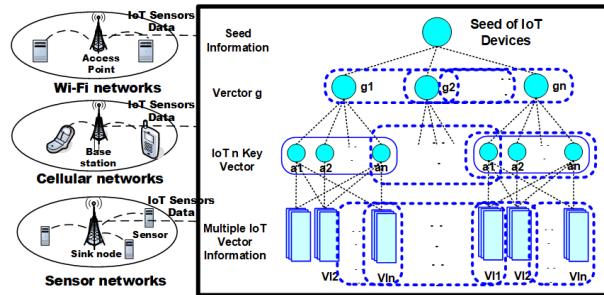 IoT Sensors
Data
Access
Point
Wi-Fi networks
IoT Sensors
Data
Base
station
Cellular networks
IoT Sensors
Data
Sensor
Sink node
Sensor networks
Seed
Information
Seed of IoT
Devices
Verctor g
g1
g2
gn
IoT n Key
Vector
a1
a2
an
a1
a2
an
Multiple IoT
Vector
Information
VI2
VIn
VI1
VI2
VIn